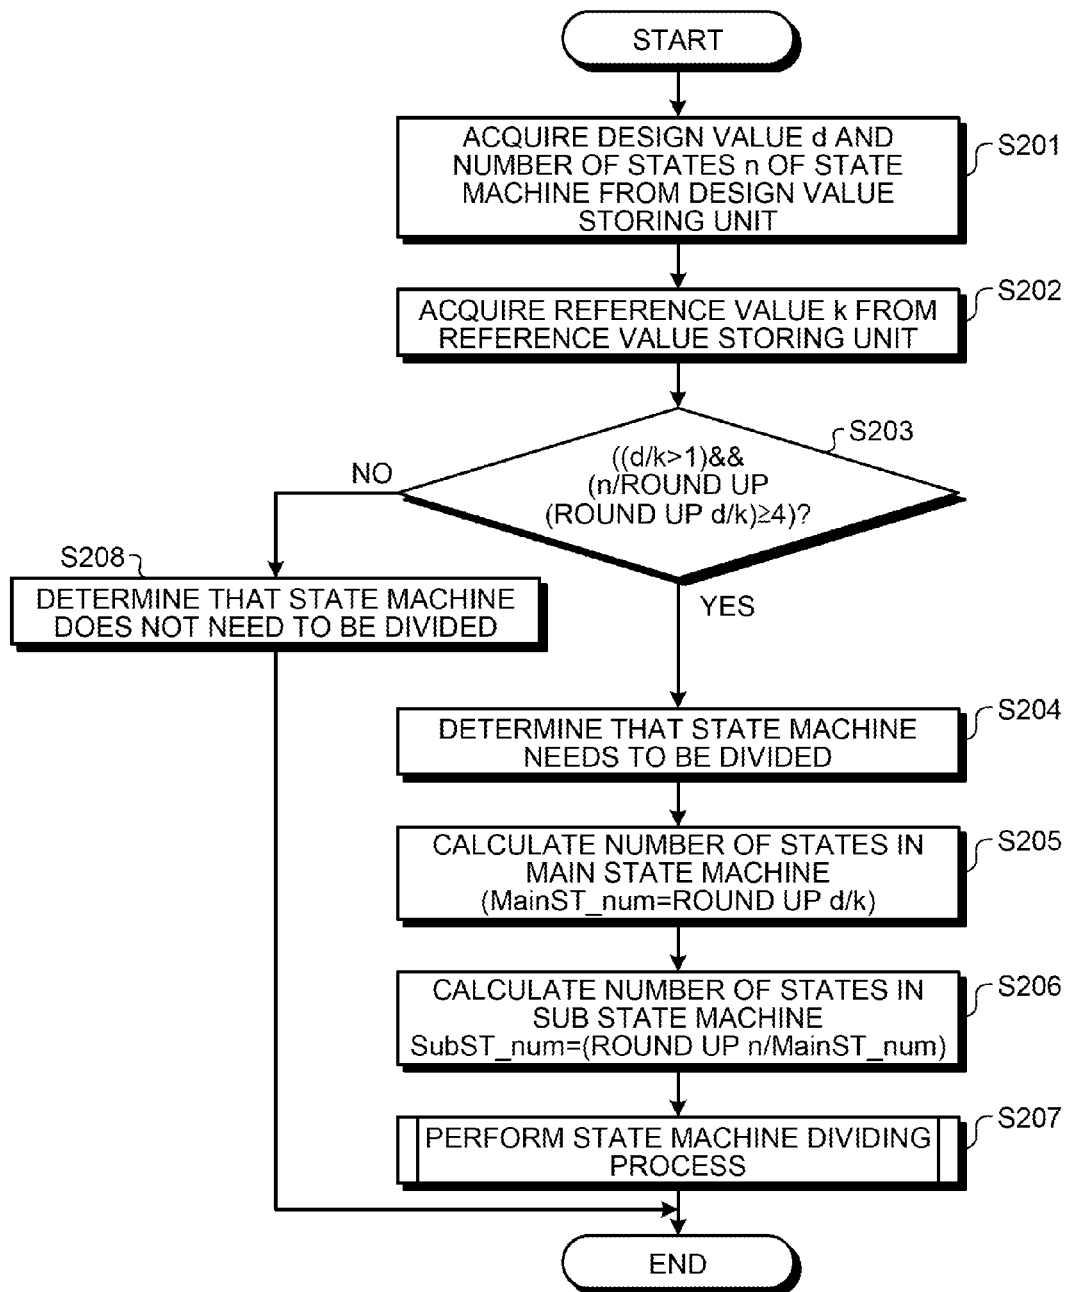 START
ACQUIRE DESIGN VALUE d AND
NUMBER OF STATES n OF STATE
MACHINE FROM DESIGN VALUE
STORING UNIT
S201
ACQUIRE REFERENCE VALUE k FROM
REFERENCE VALUE STORING UNIT
S202
((d/k>1)&&
(n/ROUND UP
(ROUND UP d/k)≥4)?
S203
NO
YES
S208
DETERMINE THAT STATE MACHINE
DOES NOT NEED TO BE DIVIDED
DETERMINE THAT STATE MACHINE
NEEDS TO BE DIVIDED
S204
CALCULATE NUMBER OF STATES IN
MAIN STATE MACHINE
(MainST_num=ROUND UP d/k)
S205
CALCULATE NUMBER OF STATES IN
SUB STATE MACHINE
SubST_num=(ROUND UP n/MainST_num)
S206
PERFORM STATE MACHINE DIVIDING
PROCESS
S207
END